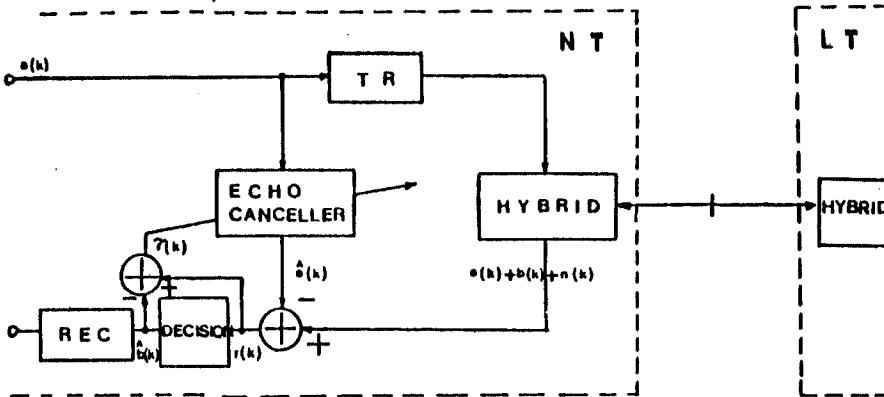 NT
LT
a(k)
TR
ECHO
CANCELLER
HYBRID
HYBRID
η(k)
ê(k)
e(k)+b(k)+n(k)
-
+
-
+
REC
DECISION
b̂(k)
r(k)